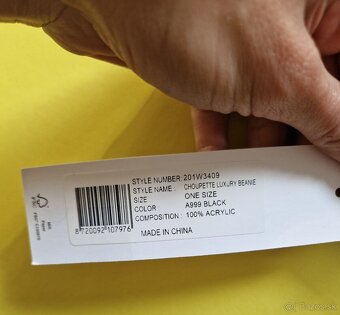 STYLE NUMBER: 201W3409
STYLE NAME : CHOUPETTE LUXURY BEANIE
SIZE : ONE SIZE
COLOR : A999 BLACK
COMPOSITION : 100% ACRYLIC
MADE IN CHINA
8 720092 107976